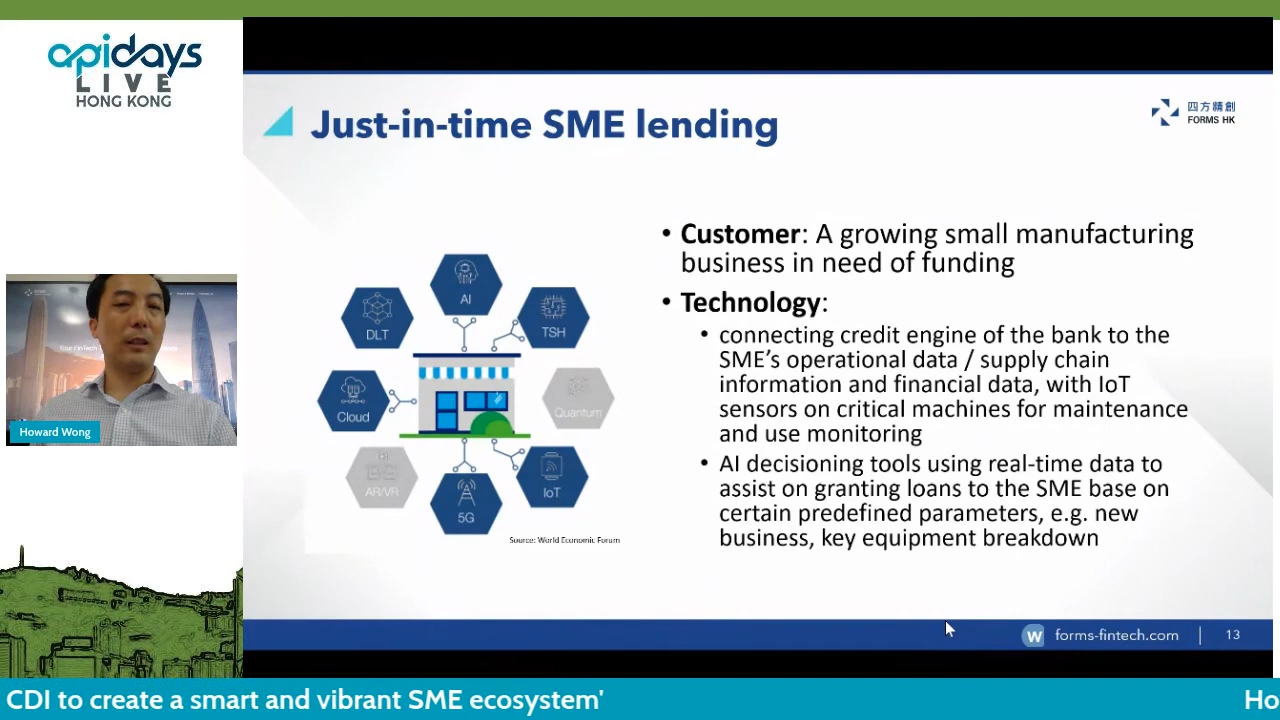 apidays
LIVE
HONG KONG
Just-in-time SME lending
四方精創
FORMS HK
• Customer: A growing small manufacturing
business in need of funding
• Technology:
• connecting credit engine of the bank to the
SME’s operational data / supply chain
information and financial data, with IoT
sensors on critical machines for maintenance
and use monitoring
• AI decisioning tools using real-time data to
assist on granting loans to the SME base on
certain predefined parameters, e.g. new
business, key equipment breakdown
AI
DLT
TSH
Cloud
Quantum
AR/VR
IoT
5G
Source: World Economic Forum
Howard Wong
W forms-fintech.com | 13
CDI to create a smart and vibrant SME ecosystem'
Ho